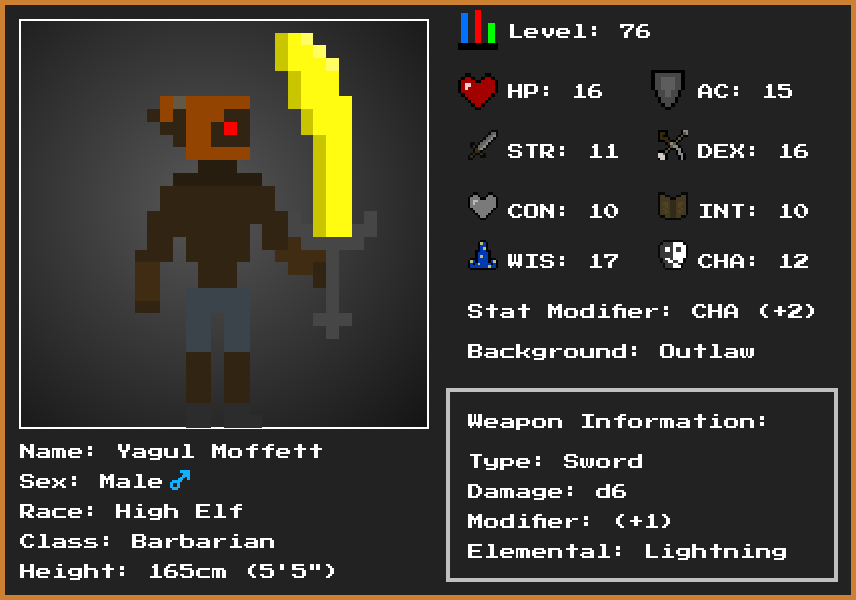 Level: 76
HP: 16 AC: 15
STR: 11 DEX: 16
CON: 10 INT: 10
WIS: 17 CHA: 12
Stat Modifier: CHA (+2)
Background: Outlaw
Weapon Information:
Type: Sword
Damage: d6
Modifier: (+1)
Elemental: Lightning
Name: Yagul Moffett
Sex: Male♂
Race: High Elf
Class: Barbarian
Height: 165cm (5'5")